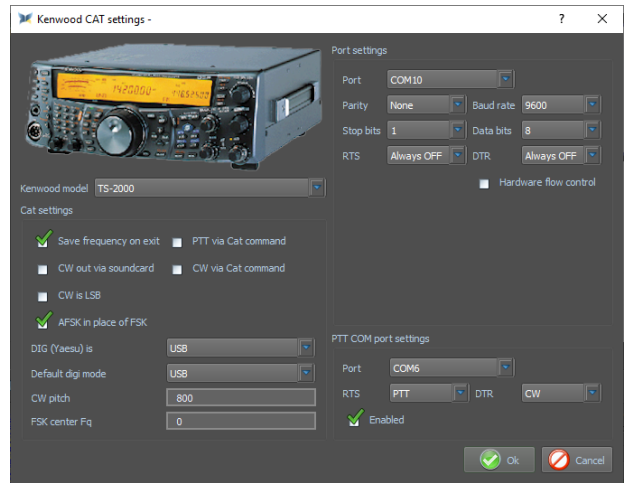 Kenwood CAT settings -
Port settings
Port COM10
Parity None Baud rate 9600
Stop bits 1 Data bits 8
RTS Always OFF DTR Always OFF
Hardware flow control
Kenwood model TS-2000
Cat settings
Save frequency on exit PTT via Cat command
CW out via soundcard CW via Cat command
CW is LSB
AFSK in place of FSK
DIG (Yaesu) is USB
Default digi mode USB
CW pitch 800
FSK center Fq 0
PTT COM port settings
Port COM6
RTS PTT DTR CW
Enabled
Ok Cancel